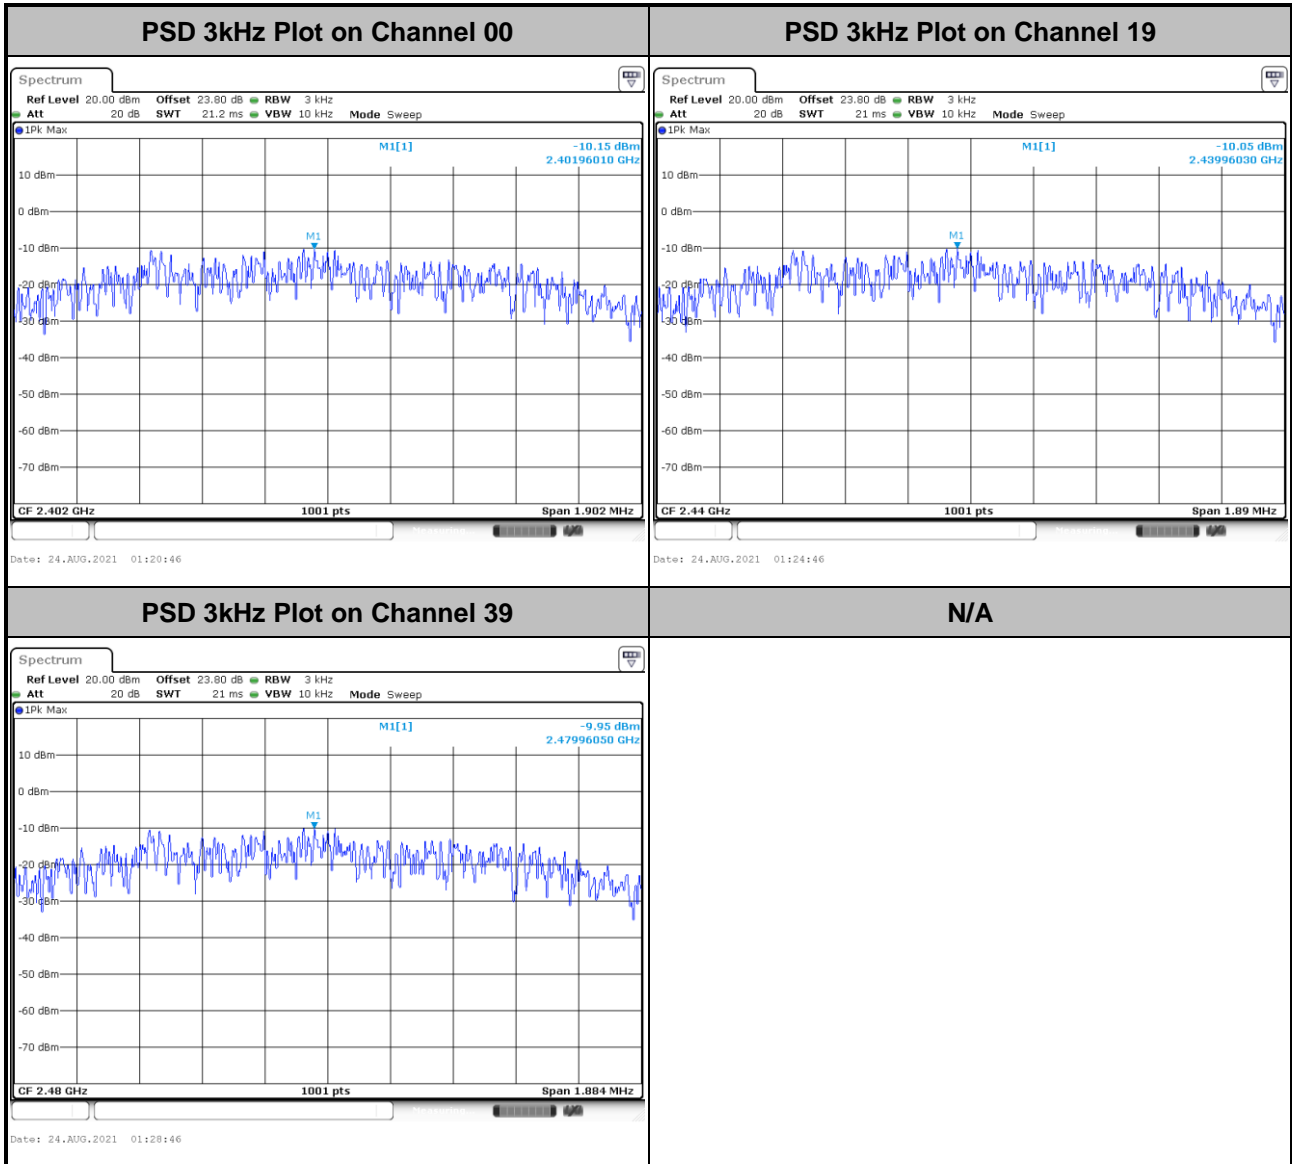 PSD 3kHz Plot on Channel 00
Spectrum
Ref Level 20.00 dBm Offset 23.80 dB RBW 3 kHz
Att 20 dB SWT 21.2 ms VBW 10 kHz Mode Sweep
1Pk Max
M1[1] -10.15 dBm
2.40196010 GHz
10 dBm
0 dBm
M1
-10 dBm
-20 dBm
-30 dBm
-40 dBm
-50 dBm
-60 dBm
-70 dBm
CF 2.402 GHz 1001 pts Span 1.902 MHz
Measuring
Date: 24.AUG.2021 01:20:46
PSD 3kHz Plot on Channel 19
Spectrum
Ref Level 20.00 dBm Offset 23.80 dB RBW 3 kHz
Att 20 dB SWT 21 ms VBW 10 kHz Mode Sweep
1Pk Max
M1[1] -10.05 dBm
2.43996030 GHz
10 dBm
0 dBm
M1
-10 dBm
-20 dBm
-30 dBm
-40 dBm
-50 dBm
-60 dBm
-70 dBm
CF 2.44 GHz 1001 pts Span 1.89 MHz
Measuring
Date: 24.AUG.2021 01:24:46
PSD 3kHz Plot on Channel 39
Spectrum
Ref Level 20.00 dBm Offset 23.80 dB RBW 3 kHz
Att 20 dB SWT 21 ms VBW 10 kHz Mode Sweep
1Pk Max
M1[1] -9.95 dBm
2.47996050 GHz
10 dBm
0 dBm
M1
-10 dBm
-20 dBm
-30 dBm
-40 dBm
-50 dBm
-60 dBm
-70 dBm
CF 2.48 GHz 1001 pts Span 1.884 MHz
Measuring
Date: 24.AUG.2021 01:28:46
N/A